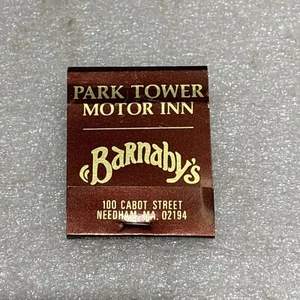 PARK TOWER
MOTOR INN
Barnaby's
100 CABOT STREET
NEEDHAM, MA. 02194